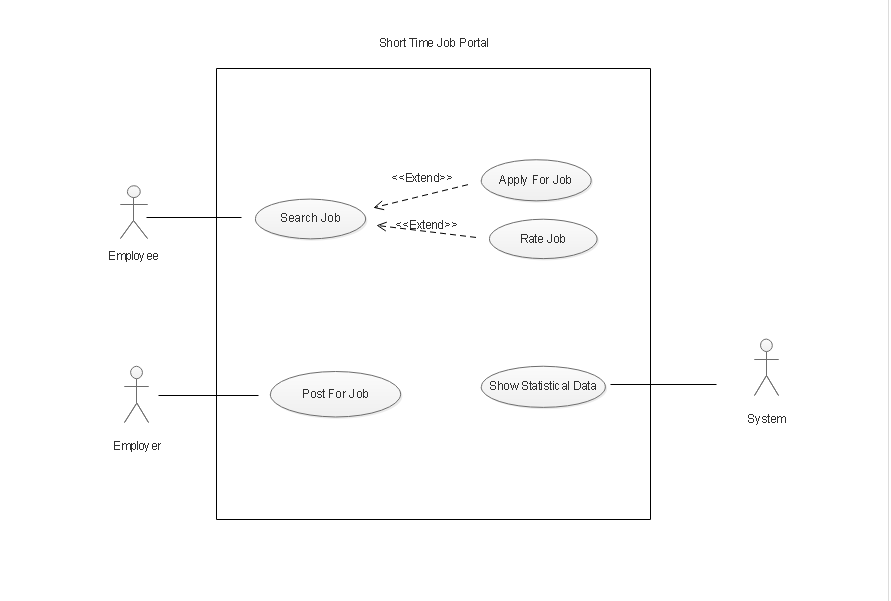 Short Time Job Portal
<<Extend>>
Apply For Job
Search Job
<<Extend>>
Rate Job
Employee
Post For Job
Show Statistical Data
System
Employer